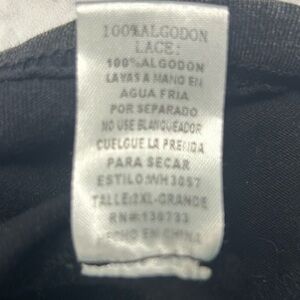 100%ALGODON
LACE:
100%ALGODON
LAVAS A MANO EN
AGUA FRIA
POR SEPARADO
NO USE BLANQUEADOR
CUELGUE LA PRENDA
PARA SECAR
ESTILO:WH3057
TALLE:2XL-GRANDE
RN#:130733
HECHO EN CHINA